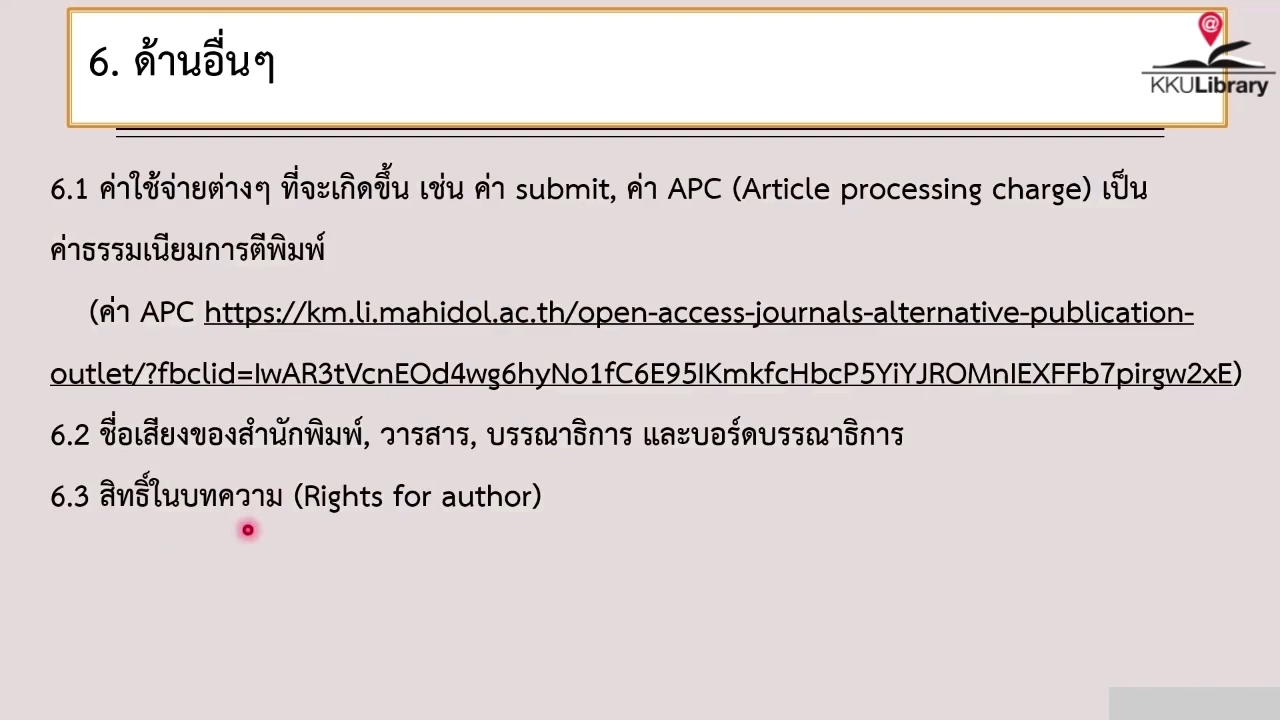 6. ด้านอื่นๆ
@
KKULibrary
6.1 ค่าใช้จ่ายต่างๆ ที่จะเกิดขึ้น เช่น ค่า submit, ค่า APC (Article processing charge) เป็น
ค่าธรรมเนียมการตีพิมพ์
(ค่า APC https://km.li.mahidol.ac.th/open-access-journals-alternative-publication-
outlet/?fbclid=IwAR3tVcnEOd4wg6hyNo1fC6E95IKmkfcHbcP5YiYJROMnIEXFFb7pirgw2xE)
6.2 ชื่อเสียงของสำนักพิมพ์, วารสาร, บรรณาธิการ และบอร์ดบรรณาธิการ
6.3 สิทธิ์ในบทความ (Rights for author)